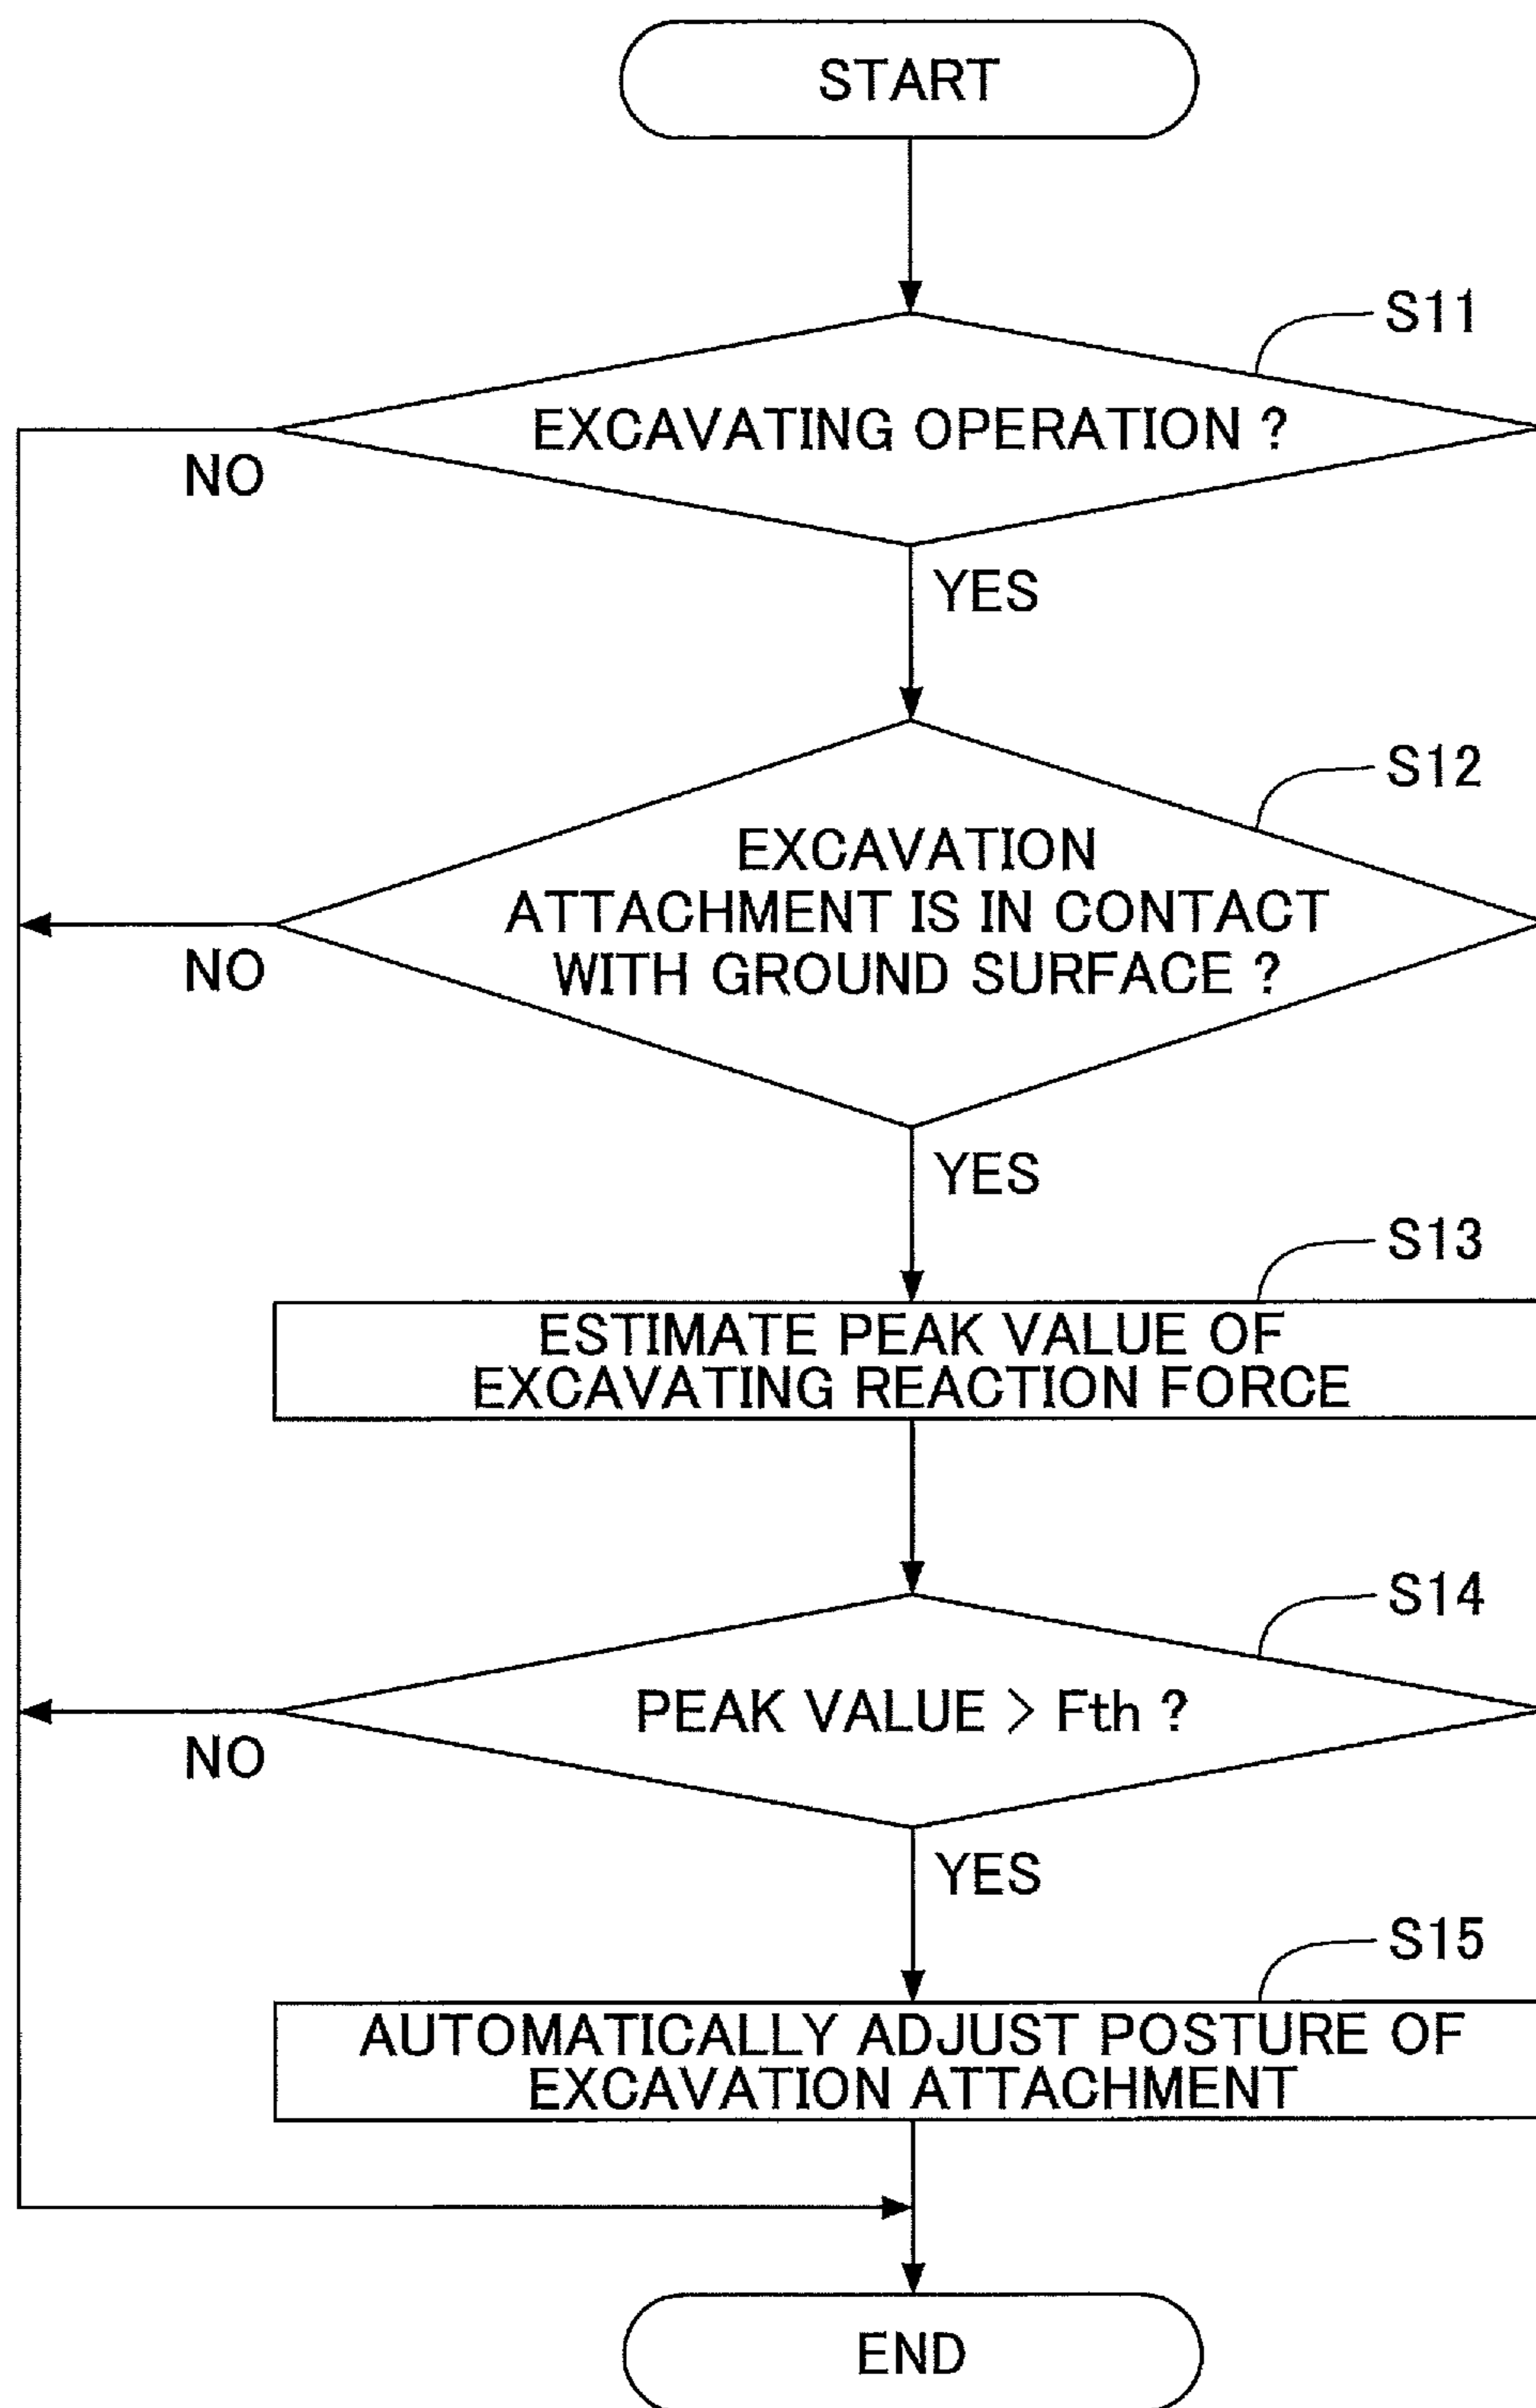 START
S11
EXCAVATING OPERATION ?
NO
YES
S12
EXCAVATION
ATTACHMENT IS IN CONTACT
WITH GROUND SURFACE ?
NO
YES
S13
ESTIMATE PEAK VALUE OF
EXCAVATING REACTION FORCE
S14
PEAK VALUE > Fth ?
NO
YES
S15
AUTOMATICALLY ADJUST POSTURE OF
EXCAVATION ATTACHMENT
END